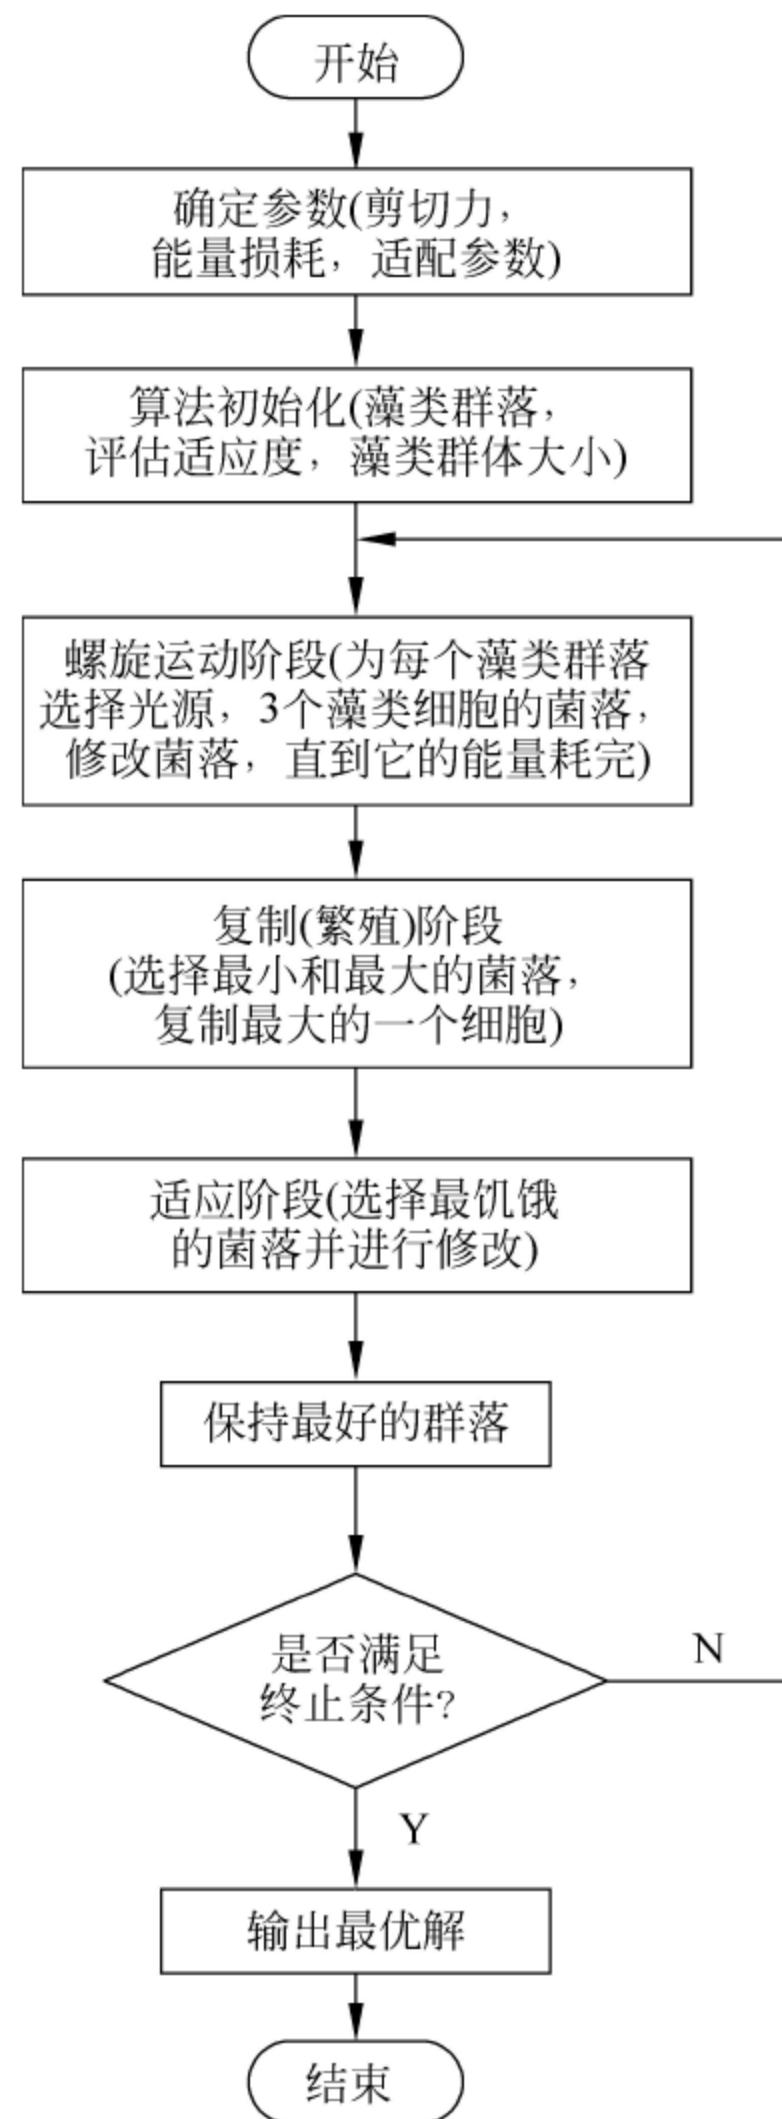 开始
确定参数(剪切力，
能量损耗，适配参数)
算法初始化(藻类群落，
评估适应度，藻类群体大小)
螺旋运动阶段(为每个藻类群落
选择光源，3个藻类细胞的菌落，
修改菌落，直到它的能量耗完)
复制(繁殖)阶段
(选择最小和最大的菌落，
复制最大的一个细胞)
适应阶段(选择最饥饿
的菌落并进行修改)
保持最好的群落
是否满足
终止条件?
N
Y
输出最优解
结束